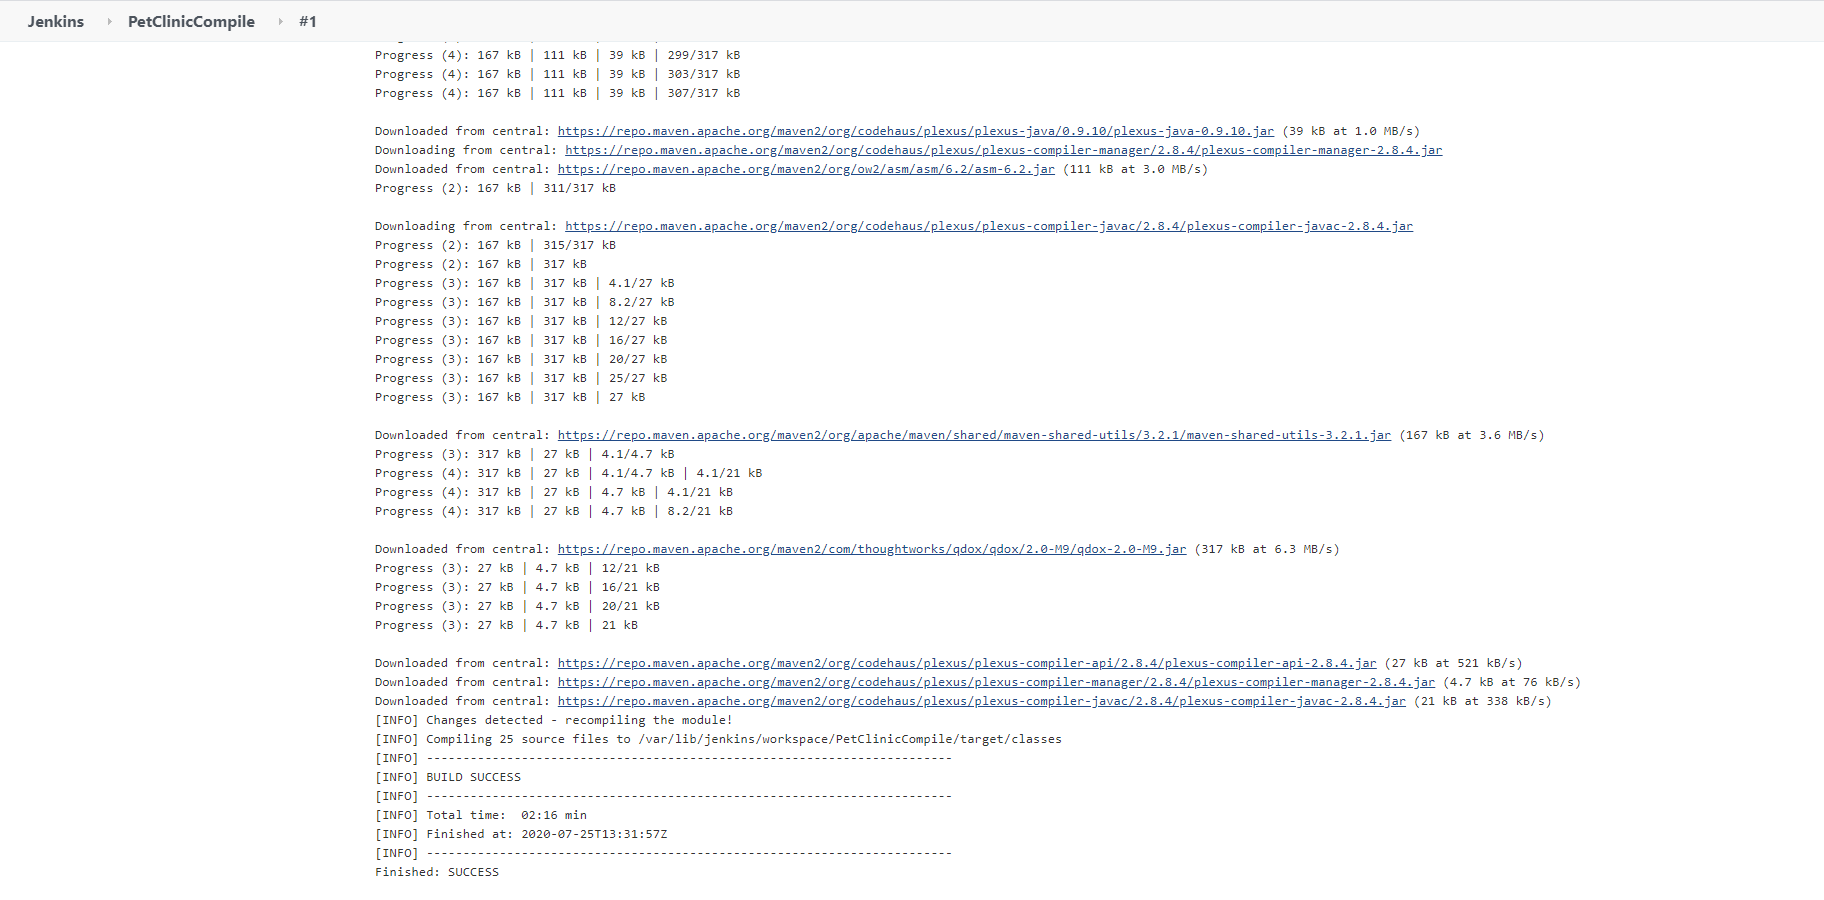 Jenkins PetClinicCompile #1
Progress (4): 167 kB | 111 kB | 39 kB | 299/317 kB
Progress (4): 167 kB | 111 kB | 39 kB | 303/317 kB
Progress (4): 167 kB | 111 kB | 39 kB | 307/317 kB
Downloaded from central: https://repo.maven.apache.org/maven2/org/codehaus/plexus/plexus-java/0.9.10/plexus-java-0.9.10.jar (39 kB at 1.0 MB/s)
Downloading from central: https://repo.maven.apache.org/maven2/org/codehaus/plexus/plexus-compiler-manager/2.8.4/plexus-compiler-manager-2.8.4.jar
Downloaded from central: https://repo.maven.apache.org/maven2/org/ow2/asm/asm/6.2/asm-6.2.jar (111 kB at 3.0 MB/s)
Progress (2): 167 kB | 311/317 kB
Downloading from central: https://repo.maven.apache.org/maven2/org/codehaus/plexus/plexus-compiler-javac/2.8.4/plexus-compiler-javac-2.8.4.jar
Progress (2): 167 kB | 315/317 kB
Progress (2): 167 kB | 317 kB
Progress (3): 167 kB | 317 kB | 4.1/27 kB
Progress (3): 167 kB | 317 kB | 8.2/27 kB
Progress (3): 167 kB | 317 kB | 12/27 kB
Progress (3): 167 kB | 317 kB | 16/27 kB
Progress (3): 167 kB | 317 kB | 20/27 kB
Progress (3): 167 kB | 317 kB | 25/27 kB
Progress (3): 167 kB | 317 kB | 27 kB
Downloaded from central: https://repo.maven.apache.org/maven2/org/apache/maven/shared/maven-shared-utils/3.2.1/maven-shared-utils-3.2.1.jar (167 kB at 3.6 MB/s)
Progress (3): 317 kB | 27 kB | 4.1/4.7 kB
Progress (4): 317 kB | 27 kB | 4.1/4.7 kB | 4.1/21 kB
Progress (4): 317 kB | 27 kB | 4.7 kB | 4.1/21 kB
Progress (4): 317 kB | 27 kB | 4.7 kB | 8.2/21 kB
Downloaded from central: https://repo.maven.apache.org/maven2/com/thoughtworks/qdox/qdox/2.0-M9/qdox-2.0-M9.jar (317 kB at 6.3 MB/s)
Progress (3): 27 kB | 4.7 kB | 12/21 kB
Progress (3): 27 kB | 4.7 kB | 16/21 kB
Progress (3): 27 kB | 4.7 kB | 20/21 kB
Progress (3): 27 kB | 4.7 kB | 21 kB
Downloaded from central: https://repo.maven.apache.org/maven2/org/codehaus/plexus/plexus-compiler-api/2.8.4/plexus-compiler-api-2.8.4.jar (27 kB at 521 kB/s)
Downloaded from central: https://repo.maven.apache.org/maven2/org/codehaus/plexus/plexus-compiler-manager/2.8.4/plexus-compiler-manager-2.8.4.jar (4.7 kB at 76 kB/s)
Downloaded from central: https://repo.maven.apache.org/maven2/org/codehaus/plexus/plexus-compiler-javac/2.8.4/plexus-compiler-javac-2.8.4.jar (21 kB at 338 kB/s)
[INFO] Changes detected - recompiling the module!
[INFO] Compiling 25 source files to /var/lib/jenkins/workspace/PetClinicCompile/target/classes
[INFO] ------------------------------------------------------------------------
[INFO] BUILD SUCCESS
[INFO] ------------------------------------------------------------------------
[INFO] Total time:  02:16 min
[INFO] Finished at: 2020-07-25T13:31:57Z
[INFO] ------------------------------------------------------------------------
Finished: SUCCESS